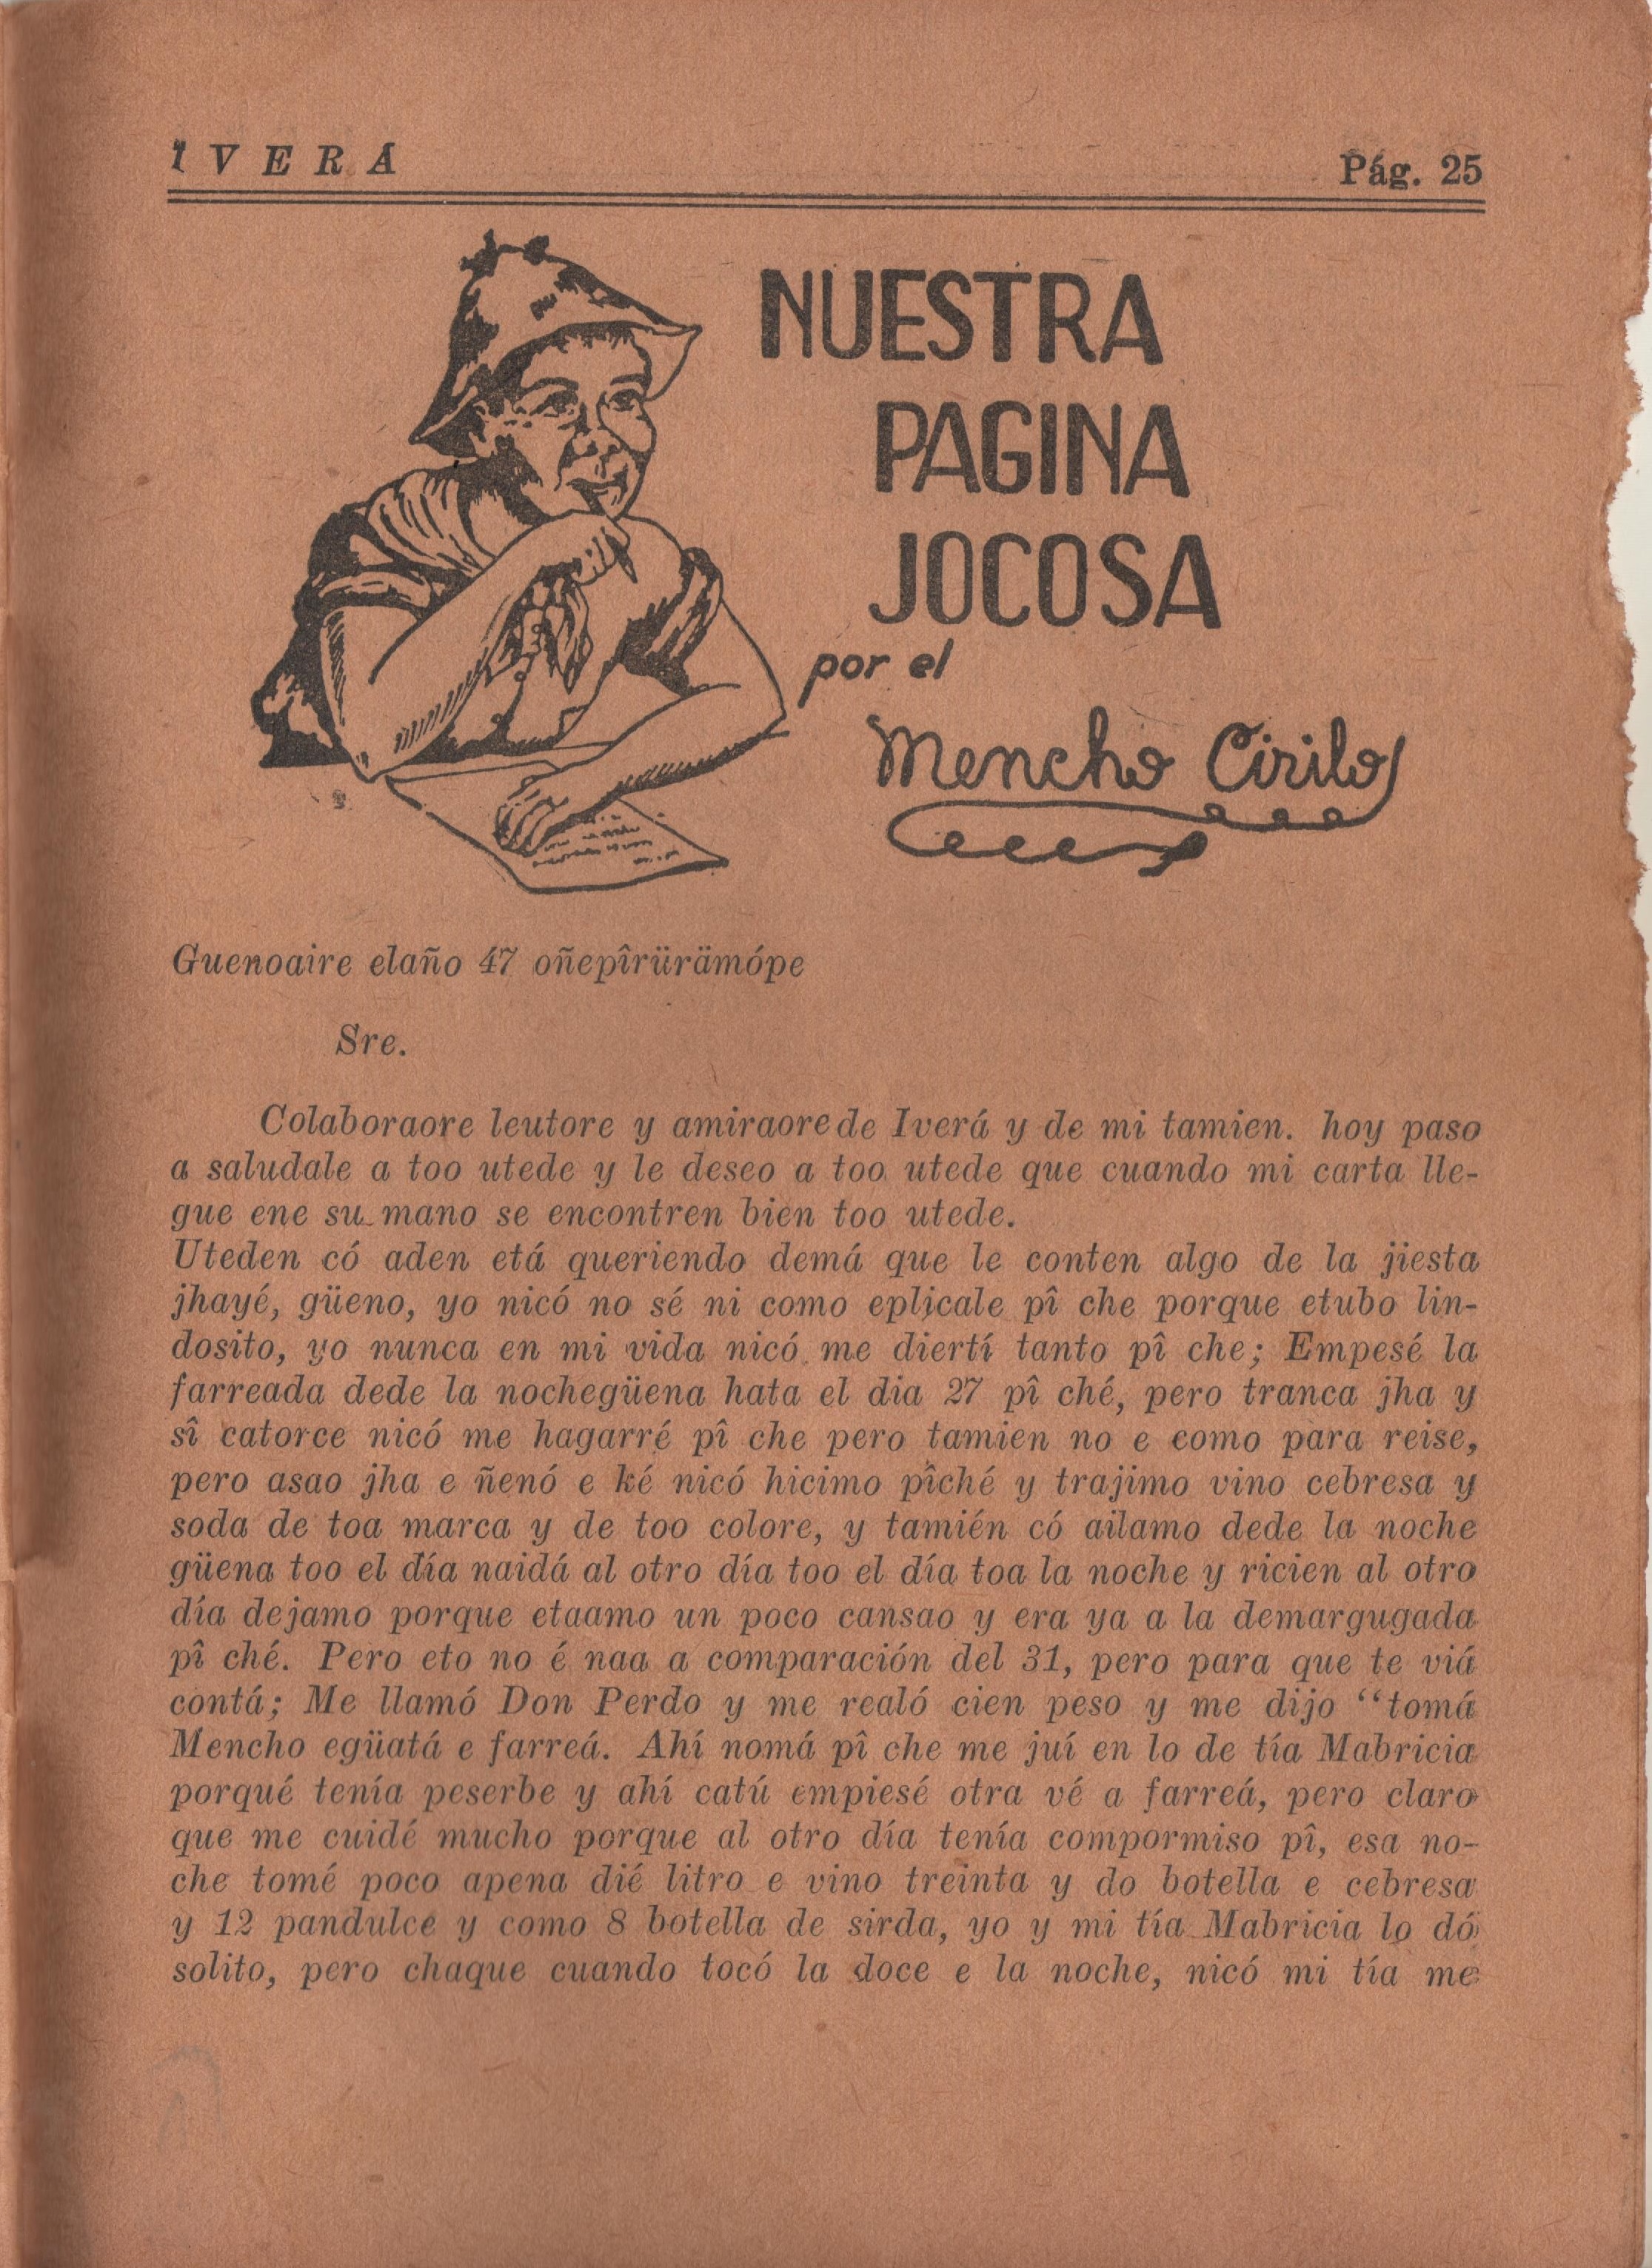 IVERÁ
Pág. 25
NUESTRA
PAGINA
JOCOSA
por el
Mencho Cirilo
Guenoaire elaño 47 oñepîrürämópe
Sre.
Colaboraore leutore y amiraore de Iverá y de mi tamien. hoy paso
a saludale a too utede y le deseo a too utede que cuando mi carta lle-
gue ene su mano se encontren bien too utede.
Uteden có aden etá queriendo demá que le conten algo de la jiesta
jhayé, güeno, yo nicó no sé ni como eplicale pî che porque etubo lin-
dosito, yo nunca en mi vida nicó me diertí tanto pî che; Empesé la
farreada dede la nochegüena hata el dia 27 pî ché, pero tranca jha y
sî catorce nicó me hagarré pî che pero tamien no e como para reise,
pero asao jha e ñenó e ké nicó hicimo pîché y trajimo vino cebresa y
soda de toa marca y de too colore, y tamién có ailamo dede la noche
güena too el día naidá al otro día too el día toa la noche y ricien al otro
día dejamo porque etaamo un poco cansao y era ya a la demargugada
pî ché. Pero eto no é naa a comparación del 31, pero para que te viá
contá; Me llamó Don Perdo y me realó cien peso y me dijo “tomá
Mencho egüatá e farreá. Ahí nomá pî che me juí en lo de tía Mabricia
porqué tenía peserbe y ahí catú empiesé otra vé a farreá, pero claro
que me cuidé mucho porque al otro día tenía compormiso pî, esa no-
che tomé poco apena dié litro e vino treinta y do botella e cebresa
y 12 pandulce y como 8 botella de sirda, yo y mi tía Mabricia lo dó
solito, pero chaque cuando tocó la doce e la noche, nicó mi tía me